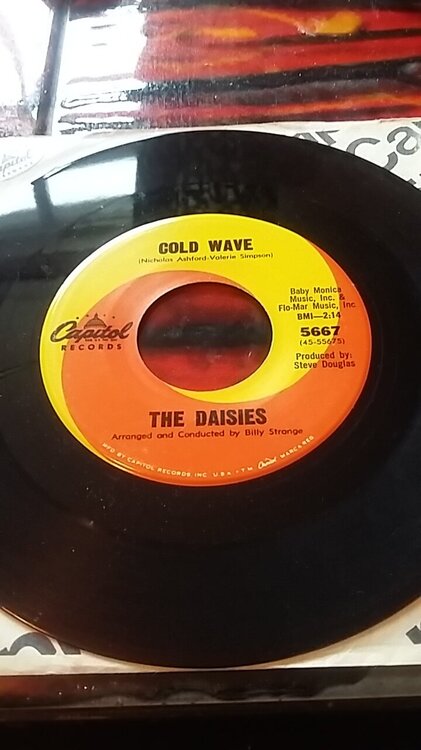 COLD WAVE
(Nicholas Ashford-Valerie Simpson)
Baby Monica
Music, Inc. &
Flo-Mar Music, Inc
BMI—2:14
5667
(45-55675)
Produced by:
Steve Douglas
Capitol
RECORDS
THE DAISIES
Arranged and Conducted by Billy Strange
MFD BY CAPITOL RECORDS INC. U.S.A • T.M. Capitol MARCA REG
Capitol